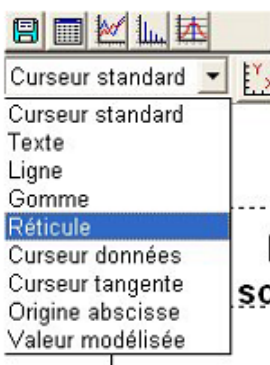 Curseur standard
Curseur standard
Texte
Ligne
Gomme
Réticule
Curseur données
Curseur tangente
Origine abscisse
Valeur modélisée